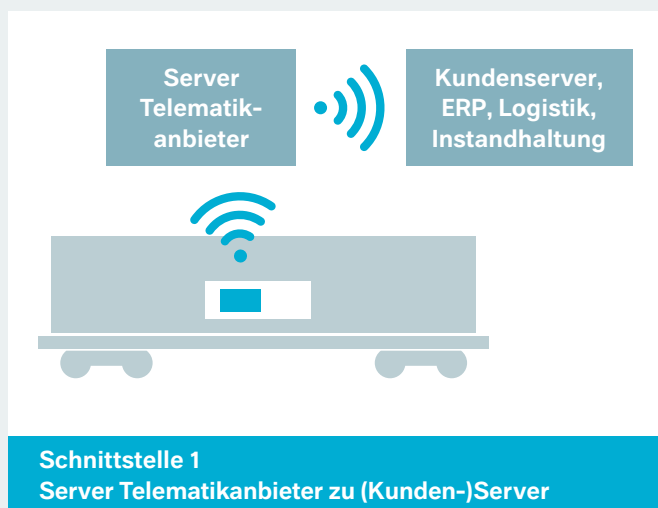 Server
Telematik-
anbieter
Kundenserver,
ERP, Logistik,
Instandhaltung
Schnittstelle 1
Server Telematikanbieter zu (Kunden-)Server